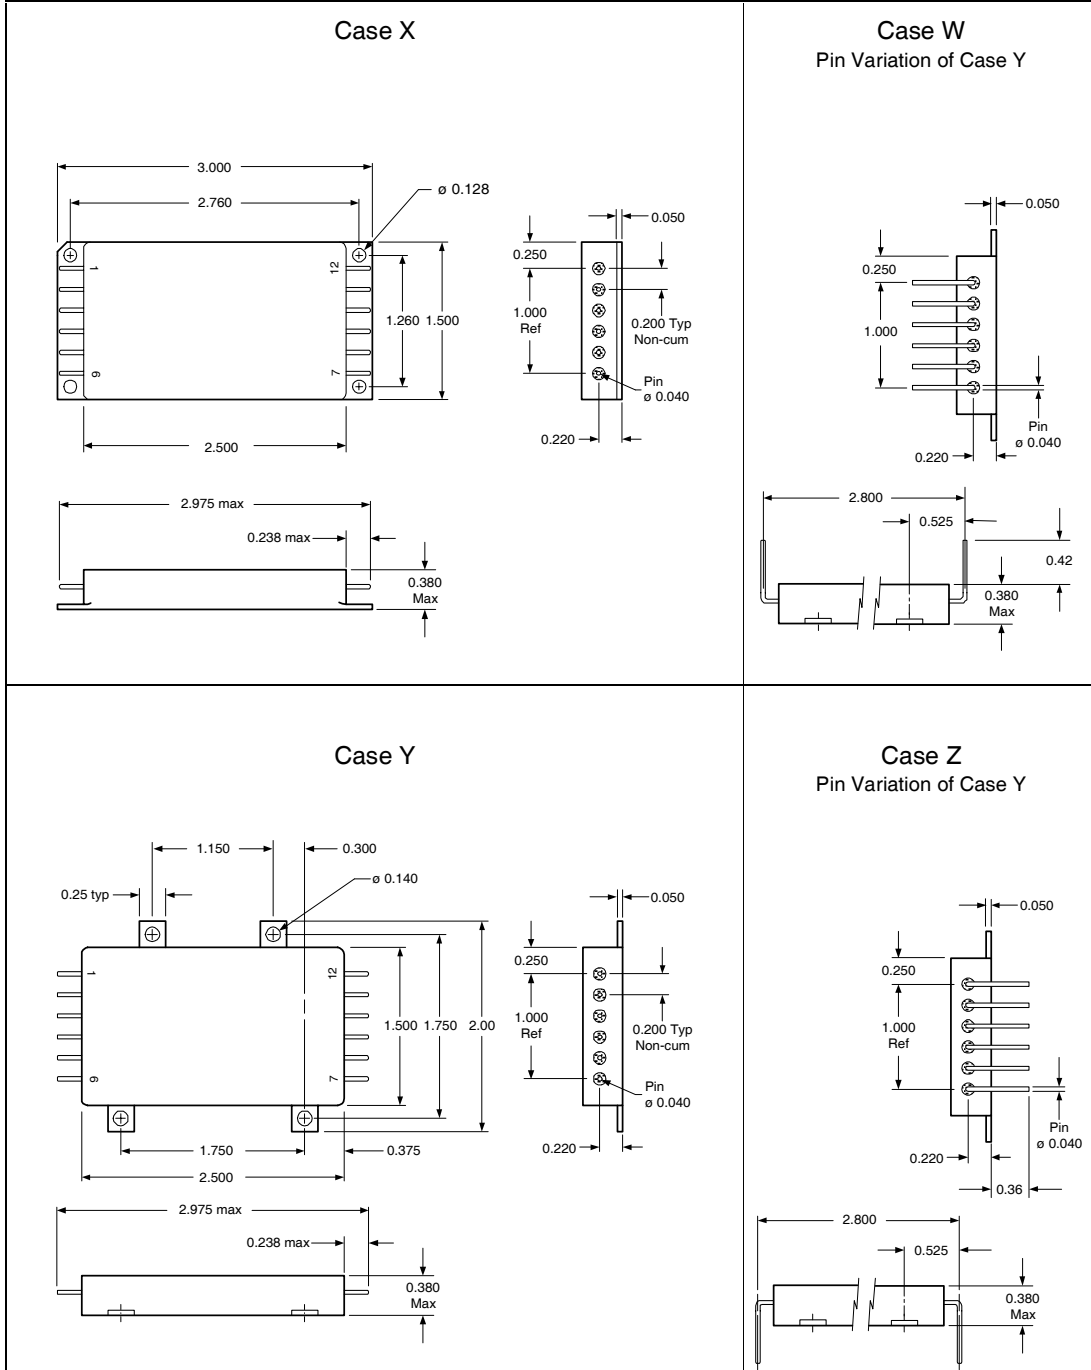 Case X
3.000
2.760
ø 0.128
1
12
6
7
1.260
1.500
2.500
0.050
0.250
1.000
Ref
0.200 Typ
Non-cum
Pin
ø 0.040
0.220
2.975 max
0.238 max
0.380
Max
Case W
Pin Variation of Case Y
0.050
0.250
1.000
Pin
ø 0.040
0.220
2.800
0.525
0.42
0.380
Max
Case Y
1.150
0.300
0.25 typ
ø 0.140
1
12
6
7
1.500
1.750
2.00
1.750
0.375
2.500
0.050
0.250
1.000
Ref
0.200 Typ
Non-cum
Pin
ø 0.040
0.220
2.975 max
0.238 max
0.380
Max
Case Z
Pin Variation of Case Y
0.050
0.250
1.000
Ref
Pin
ø 0.040
0.220
0.36
2.800
0.525
0.380
Max